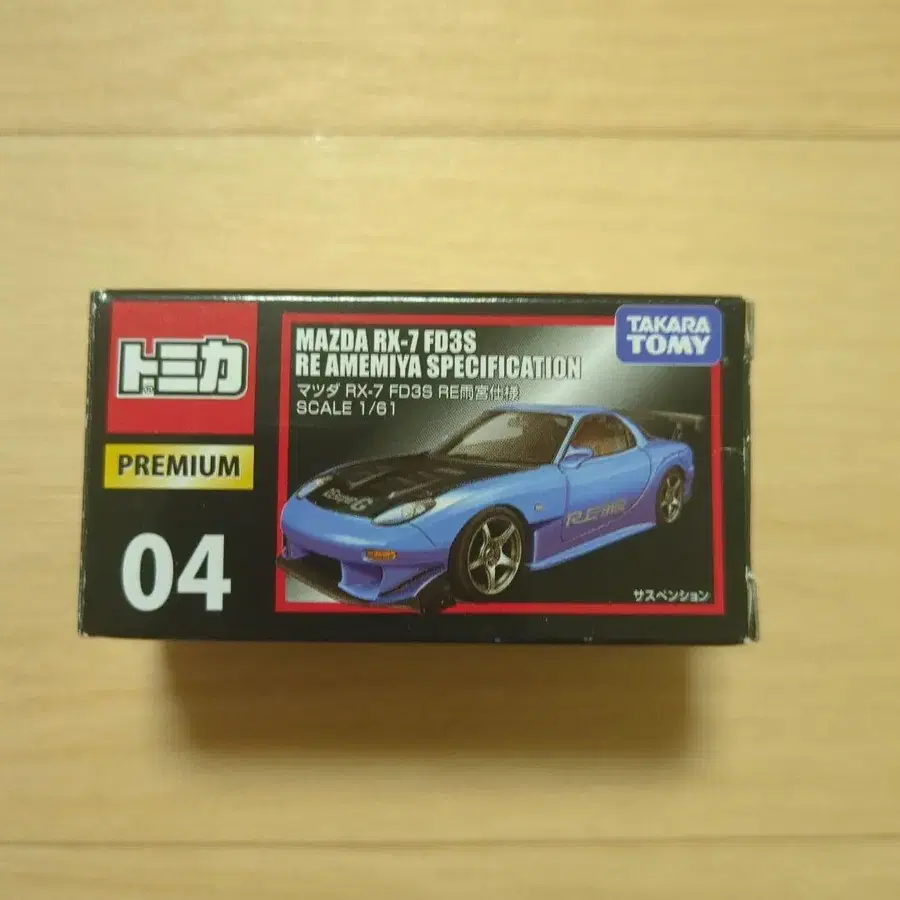 トミカ
PREMIUM
04
MAZDA RX-7 FD3S
RE AMEMIYA SPECIFICATION
マツダ RX-7 FD3S RE雨宮仕様
SCALE 1/61
TAKARA
TOMY
サスペンション